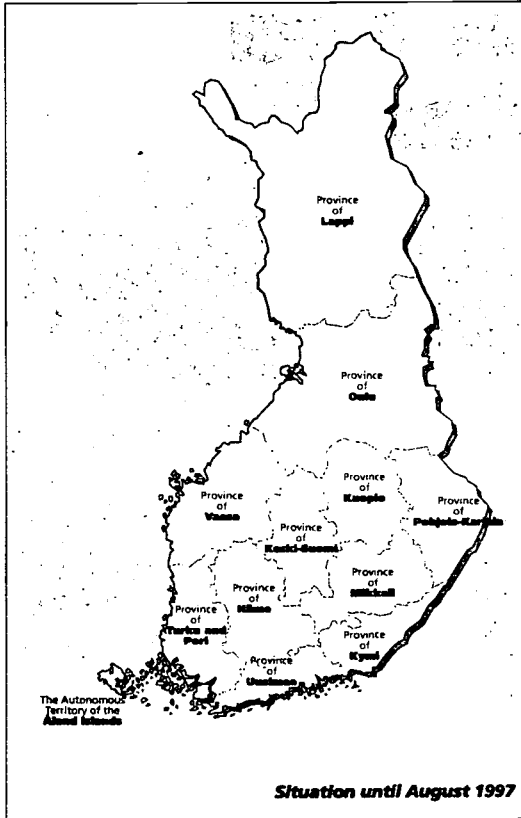 Province
of
Lappi
Province
of
Oulu
Province
of
Kuopio
Province
of
Vaasa
Province
of
Pohjois-Karjala
Province
of
Keski-Suomi
Province
of
Mikkeli
Province
of
Häme
Province
of
Turku and
Pori
Province
of
Kymi
Province
of
Uusimaa
The Autonomous
Territory of the
Åland Islands
Situation until August 1997